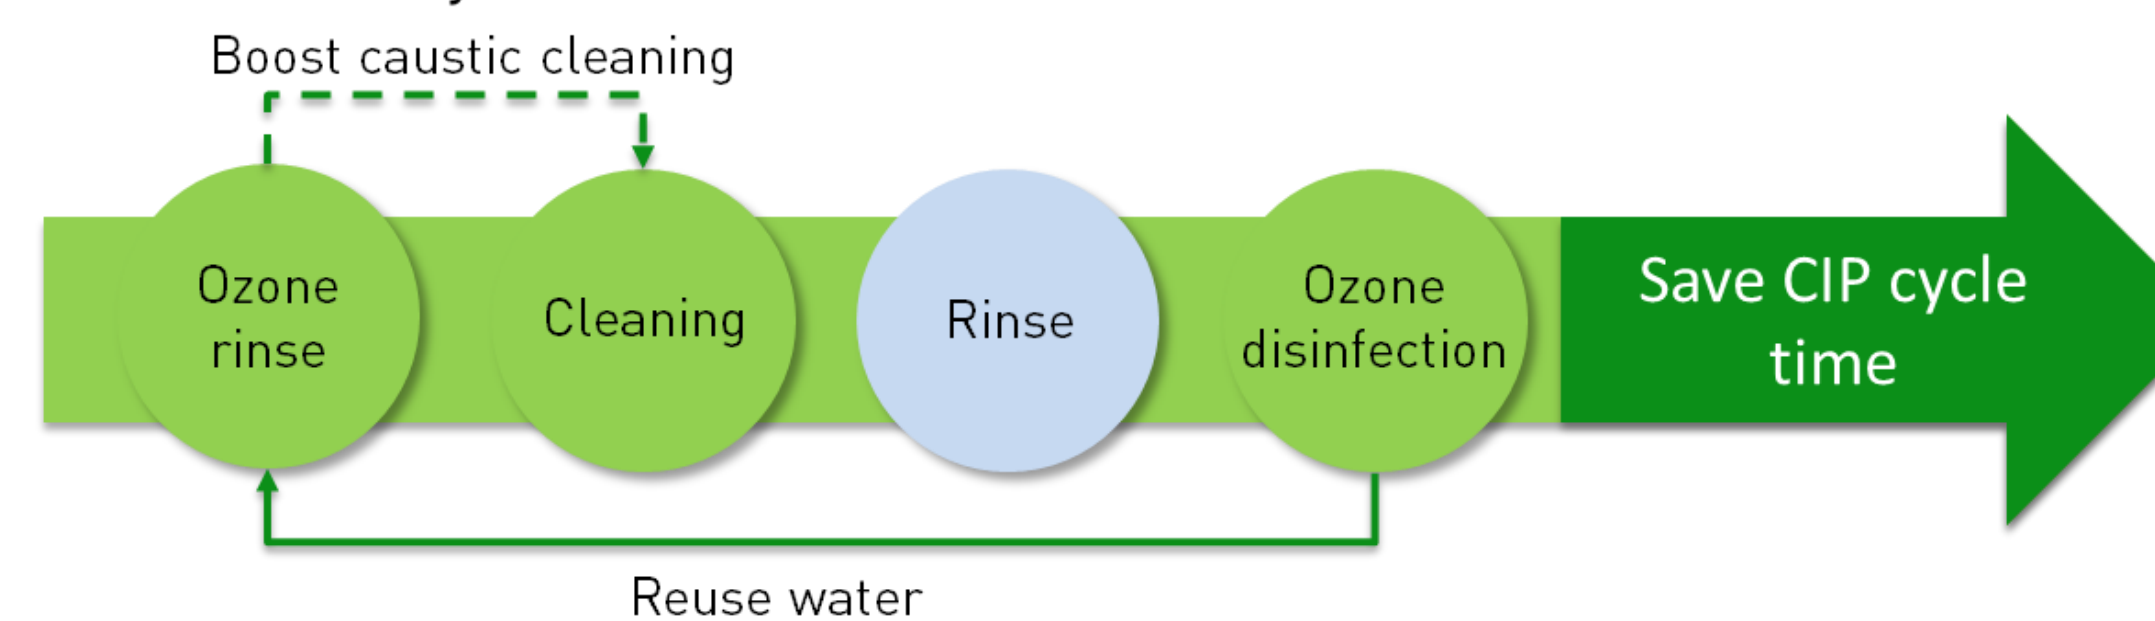 Boost caustic cleaning
Ozone
rinse
Cleaning
Rinse
Ozone
disinfection
Save CIP cycle
time
Reuse water